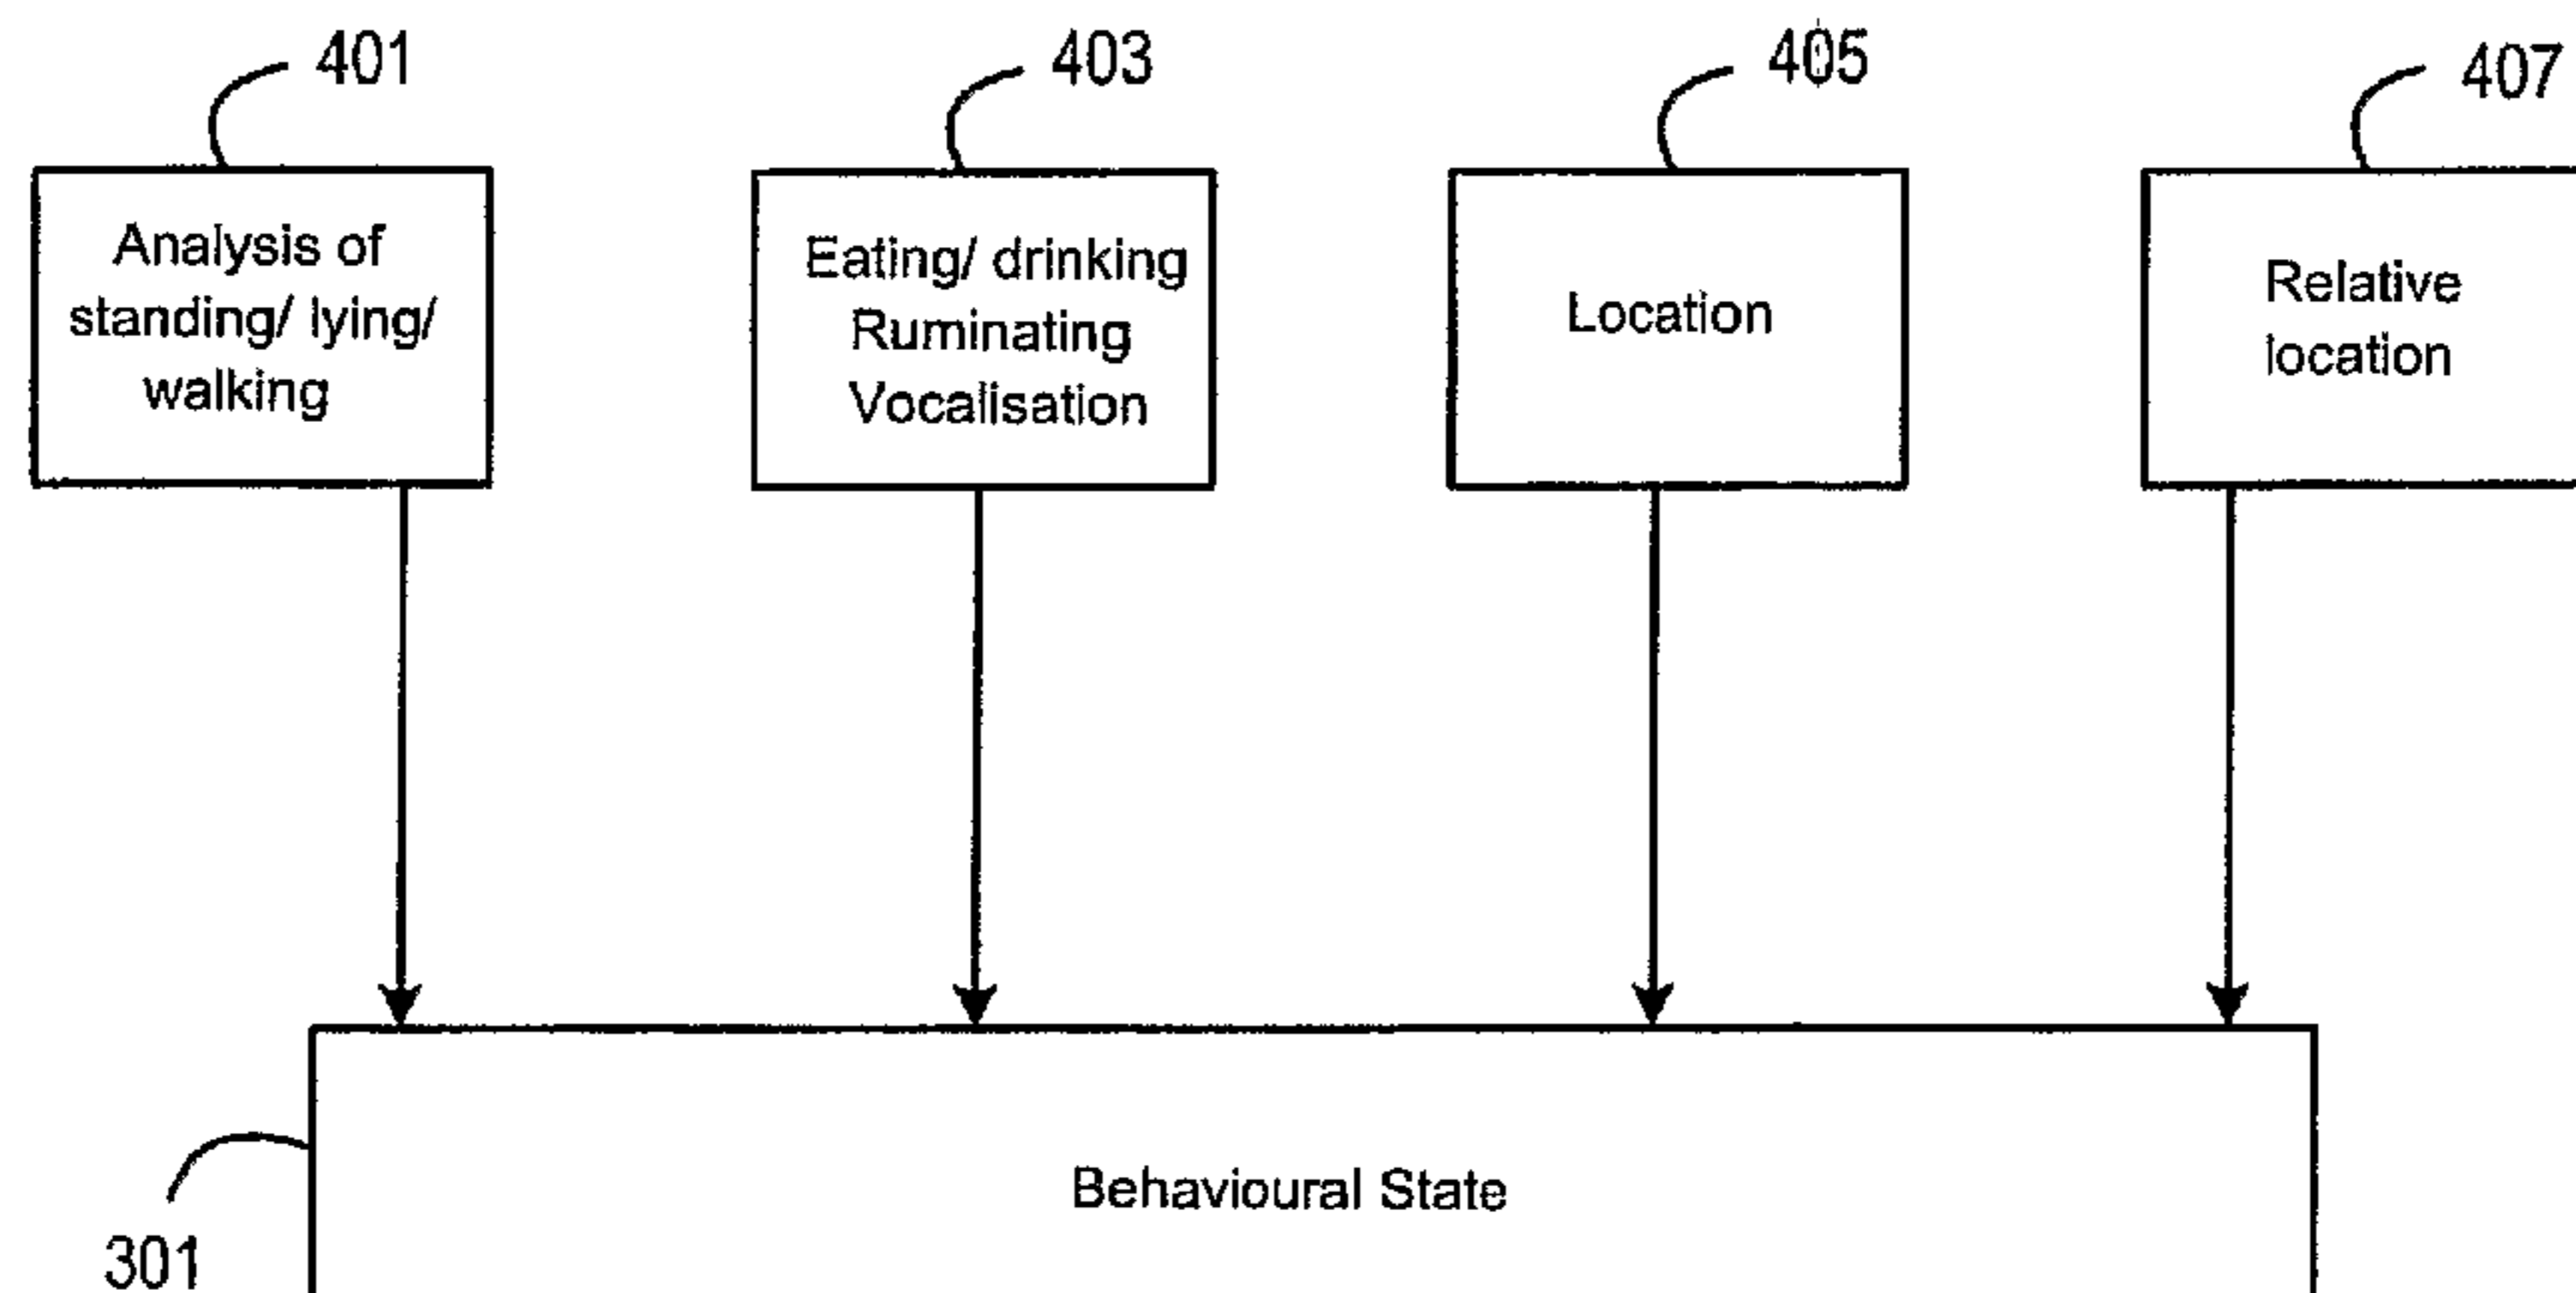 401
403
405
407
Analysis of
standing/ lying/
walking
Eating/ drinking
Ruminating
Vocalisation
Location
Relative
location
Behavioural State
301